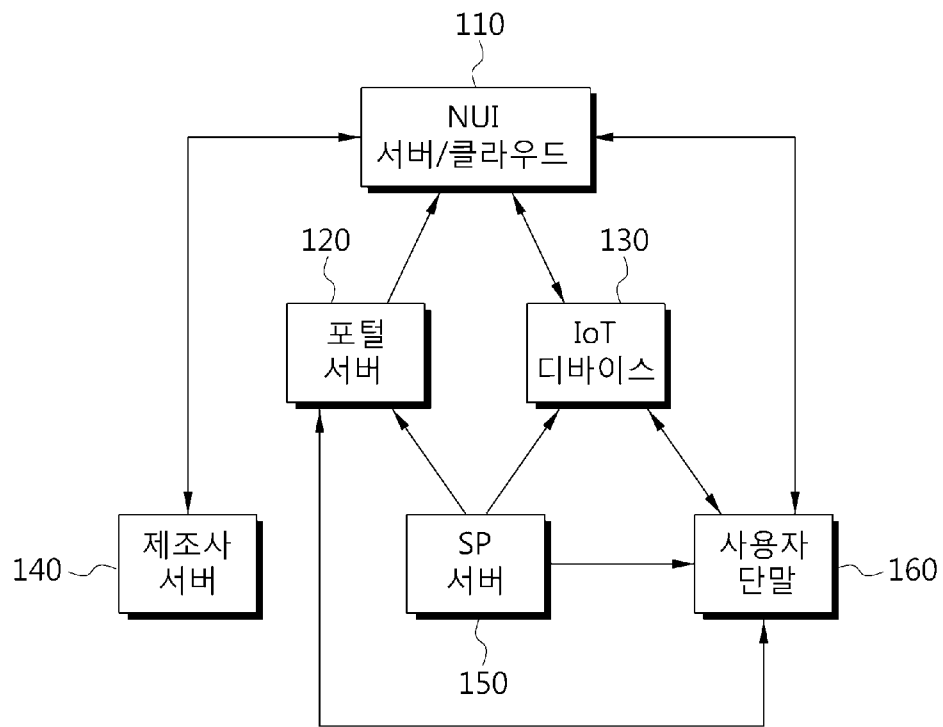 110
NUI
서버/클라우드
120
130
포털
서버
IoT
디바이스
140
제조사
서버
SP
서버
사용자
단말
160
150